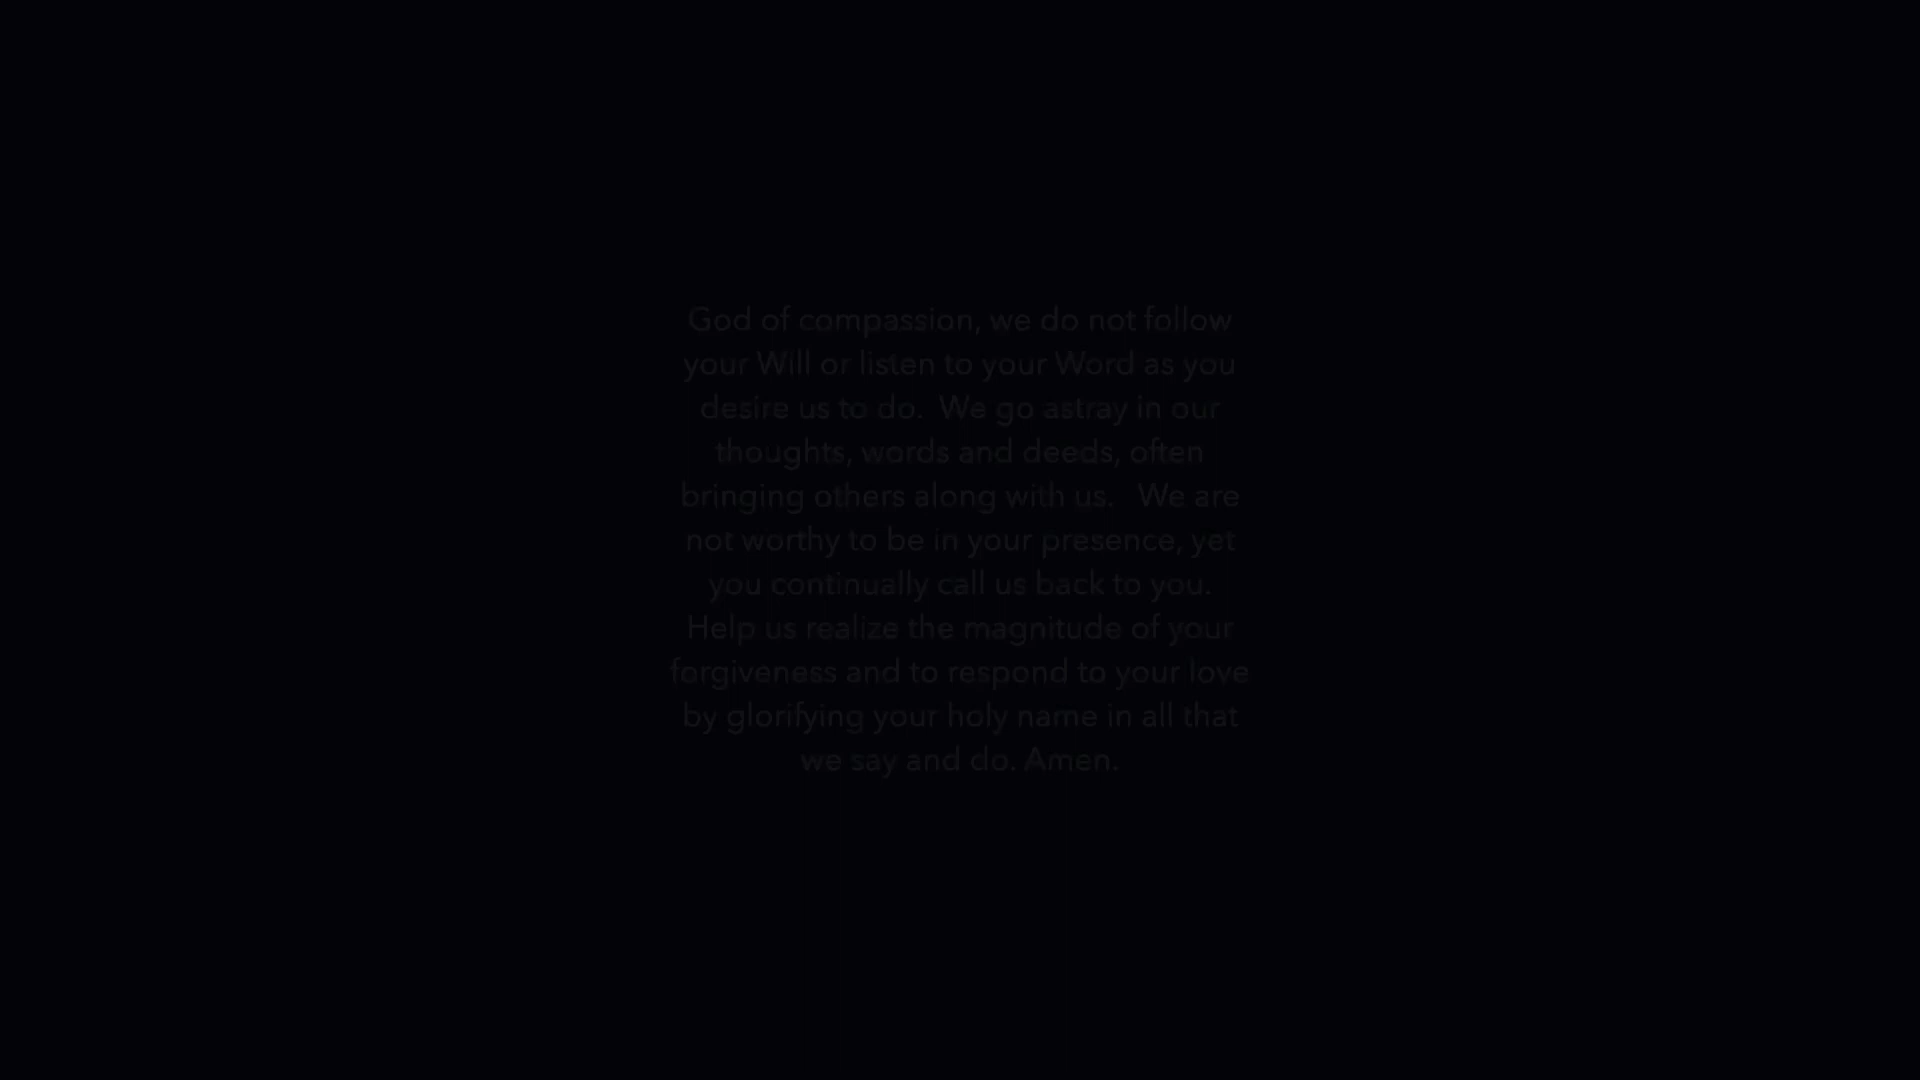 God of compassion, we do not follow
your Will or listen to your Word as you
desire us to do.  We go astray in our
thoughts, words and deeds, often
bringing others along with us.   We are
not worthy to be in your presence, yet
you continually call us back to you.
Help us realize the magnitude of your
forgiveness and to respond to your love
by glorifying your holy name in all that
we say and do. Amen.